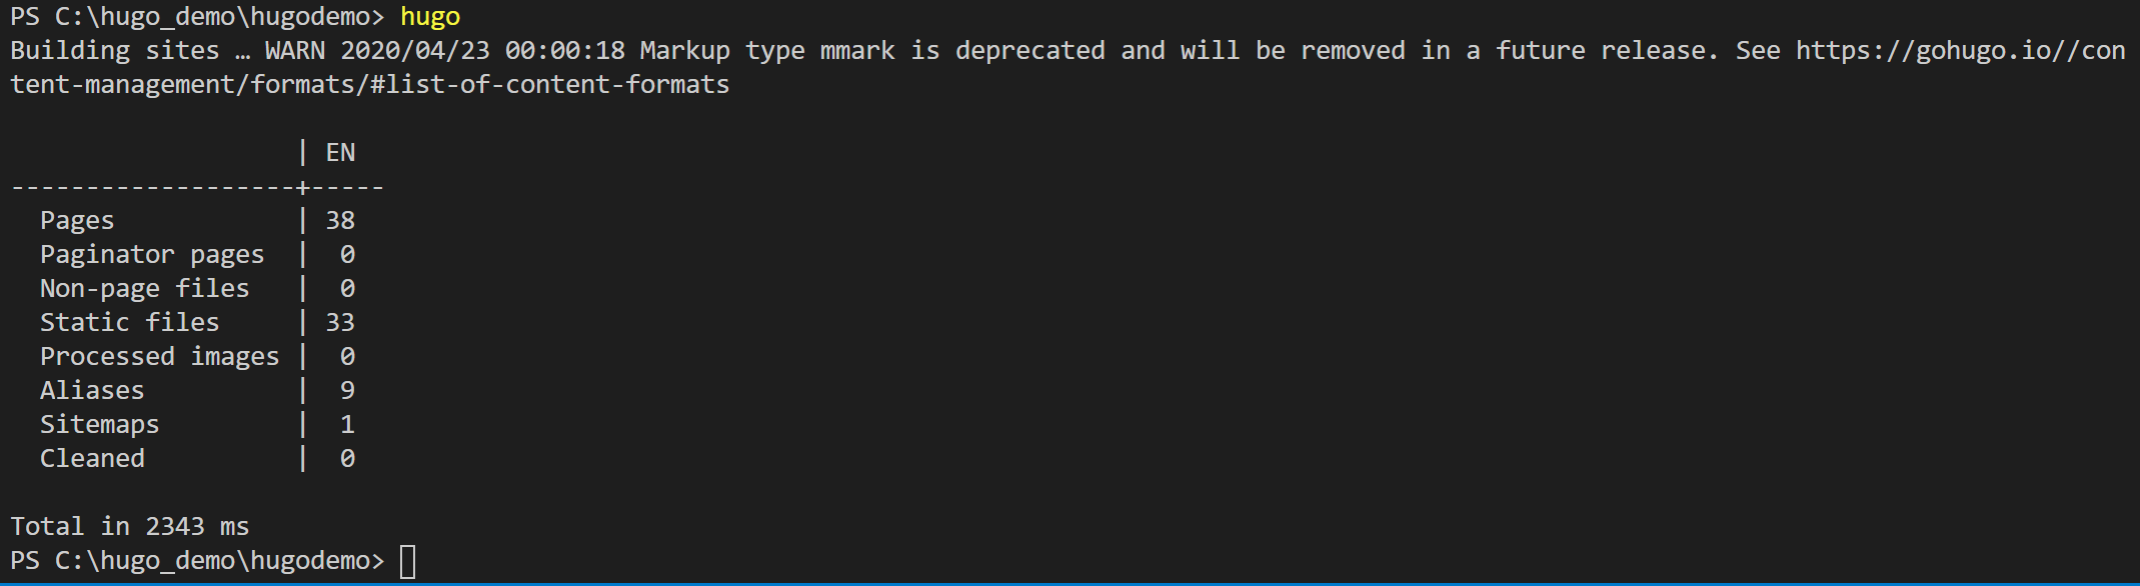 PS C:\hugo_demo\hugodemo> hugo
Building sites … WARN 2020/04/23 00:00:18 Markup type mmark is deprecated and will be removed in a future release. See https://gohugo.io//con
tent-management/formats/#list-of-content-formats

                   | EN
-------------------+-----
  Pages            | 38
  Paginator pages  |  0
  Non-page files   |  0
  Static files     | 33
  Processed images |  0
  Aliases          |  9
  Sitemaps         |  1
  Cleaned          |  0

Total in 2343 ms
PS C:\hugo_demo\hugodemo>